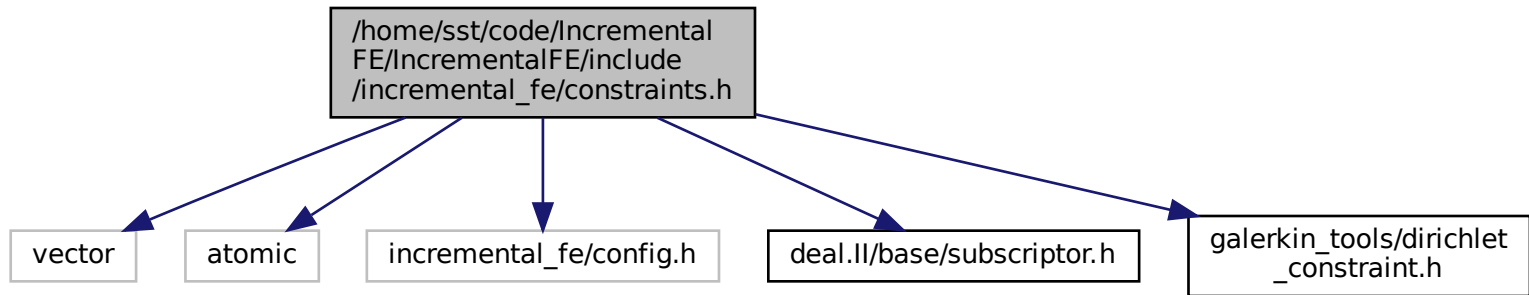 /home/sst/code/Incremental
FE/IncrementalFE/include
/incremental_fe/constraints.h
vector
atomic
incremental_fe/config.h
deal.II/base/subscriptor.h
galerkin_tools/dirichlet
_constraint.h